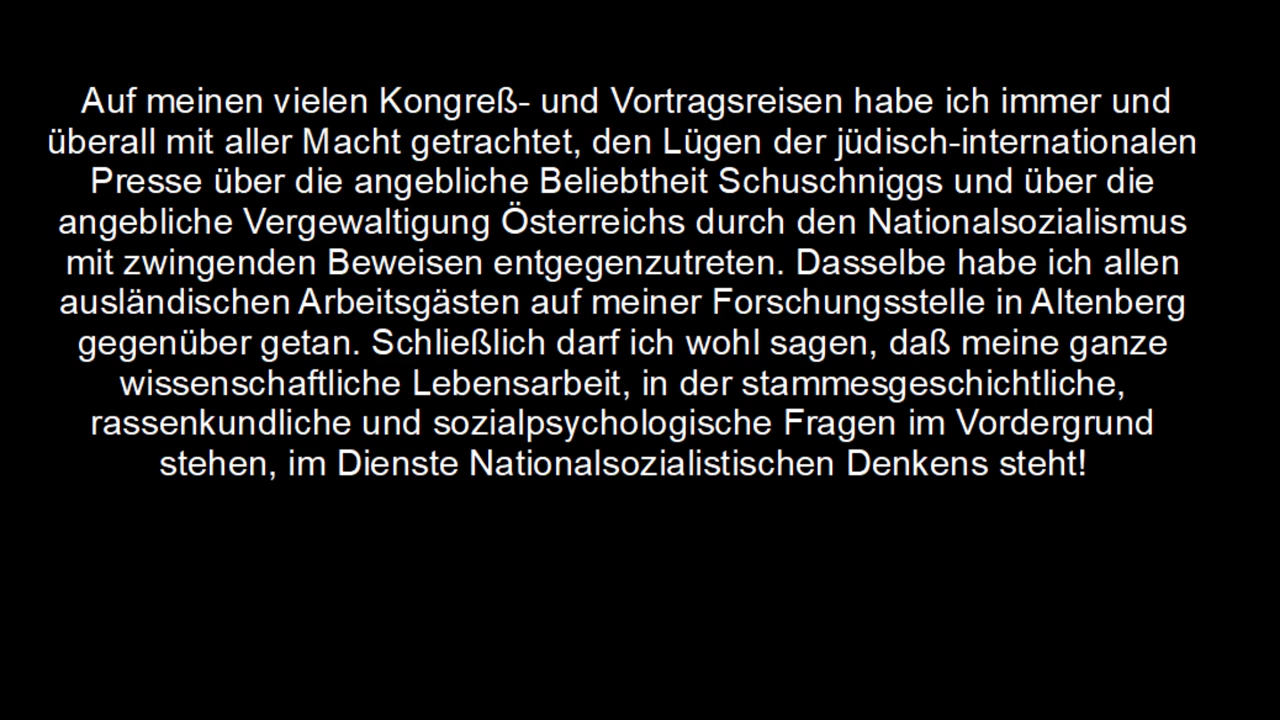 Auf meinen vielen Kongreß- und Vortragsreisen habe ich immer und
überall mit aller Macht getrachtet, den Lügen der jüdisch-internationalen
Presse über die angebliche Beliebtheit Schuschniggs und über die
angebliche Vergewaltigung Österreichs durch den Nationalsozialismus
mit zwingenden Beweisen entgegenzutreten. Dasselbe habe ich allen
ausländischen Arbeitsgästen auf meiner Forschungsstelle in Altenberg
gegenüber getan. Schließlich darf ich wohl sagen, daß meine ganze
wissenschaftliche Lebensarbeit, in der stammesgeschichtliche,
rassenkundliche und sozialpsychologische Fragen im Vordergrund
stehen, im Dienste Nationalsozialistischen Denkens steht!